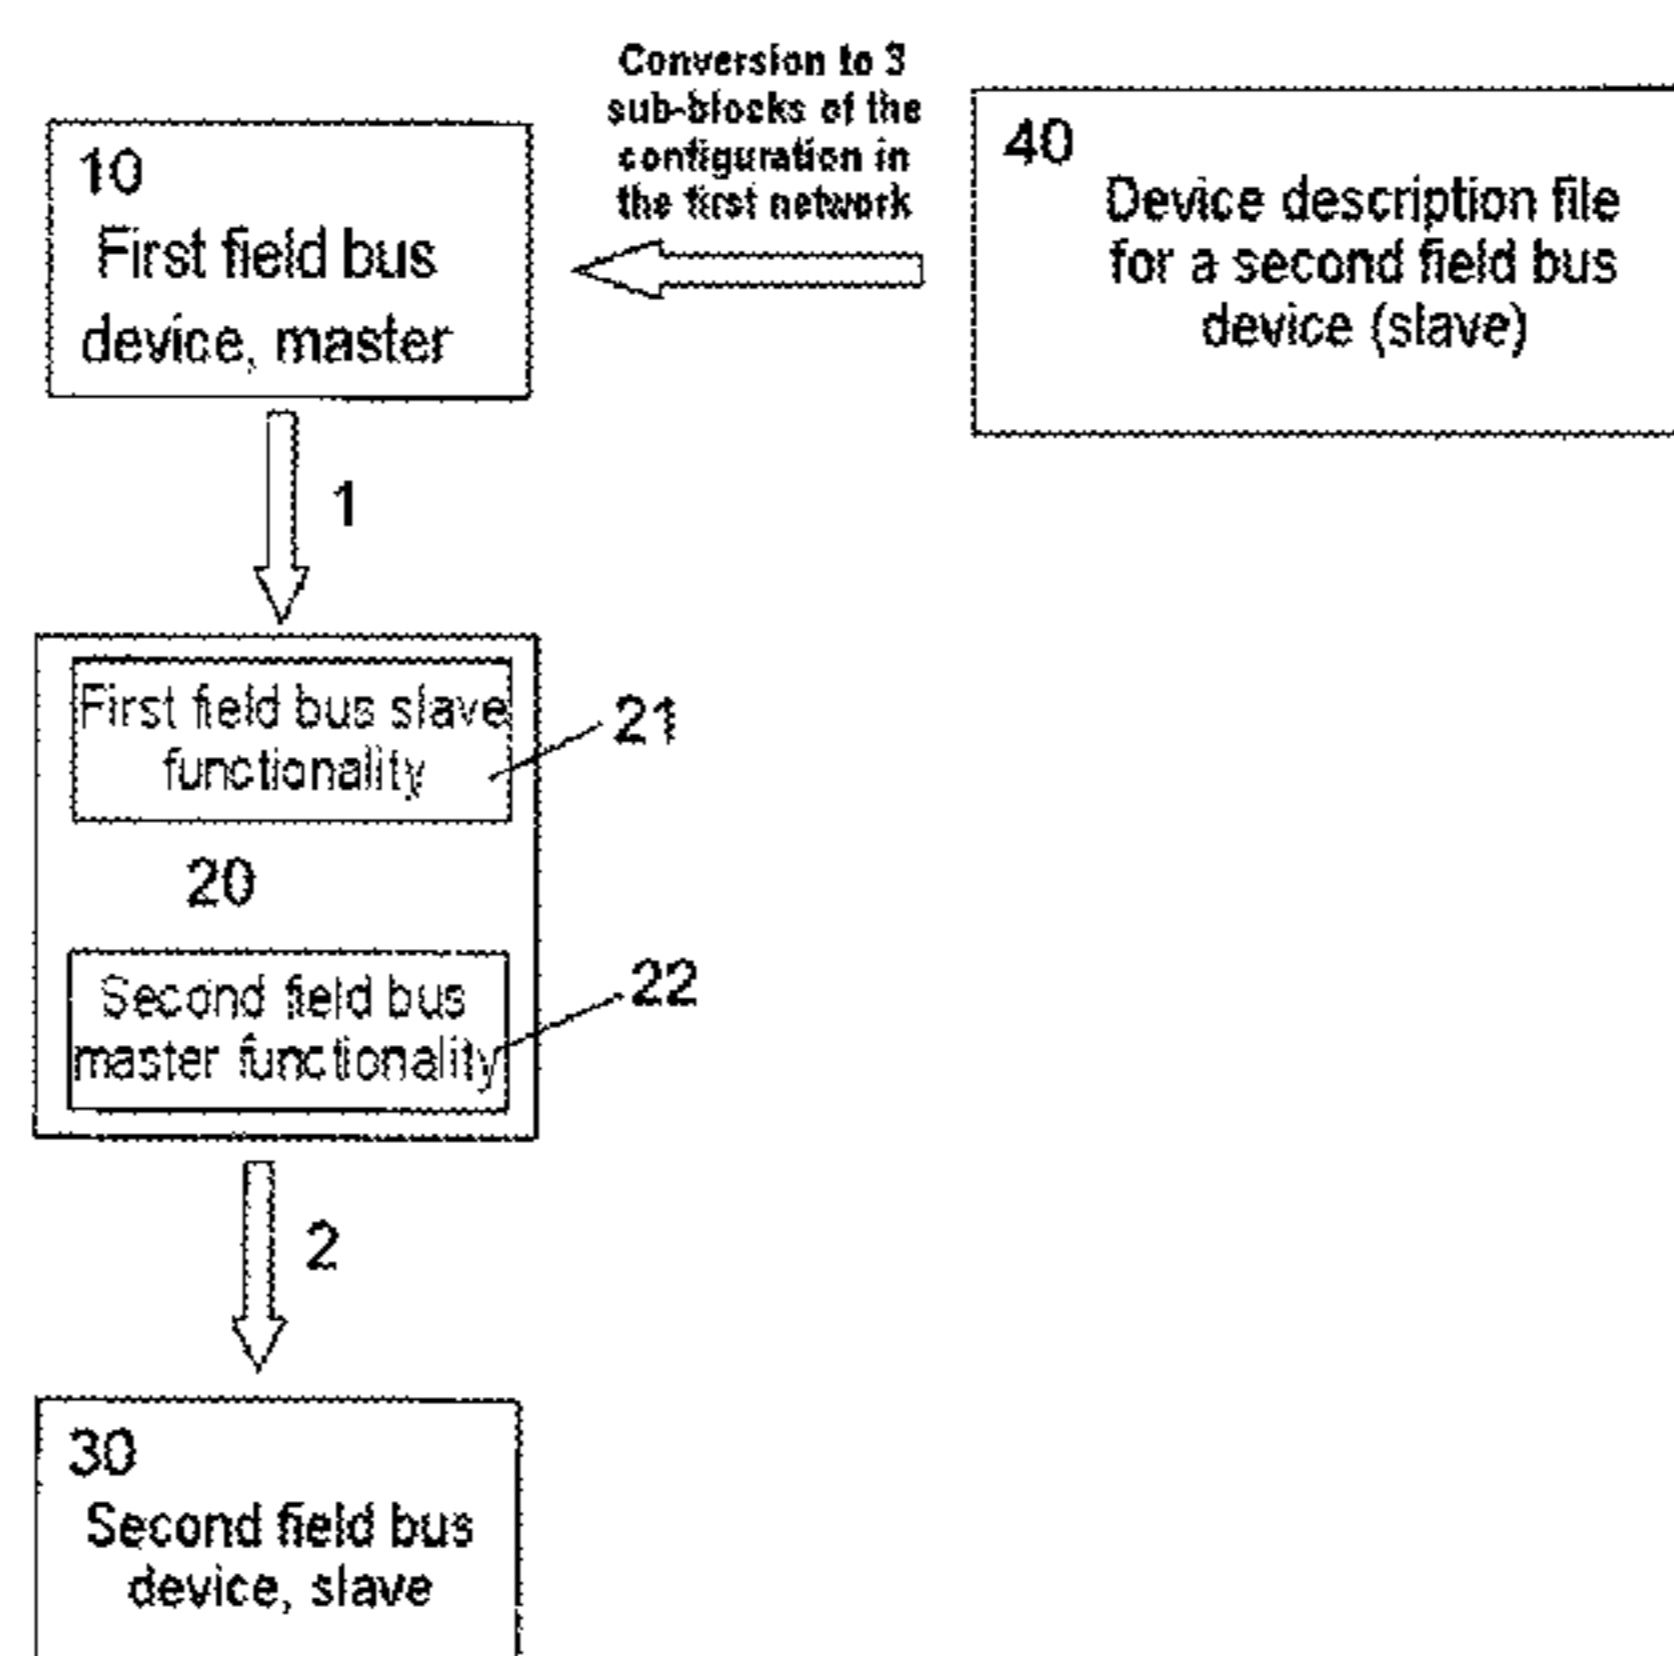 Conversion to 3
sub-blocks of the
configuration in
the first network
10
First field bus
device, master
40
Device description file
for a second field bus
device (slave)
1
First field bus slave
functionality
21
20
Second field bus
master functionality
22
2
30
Second field bus
device, slave